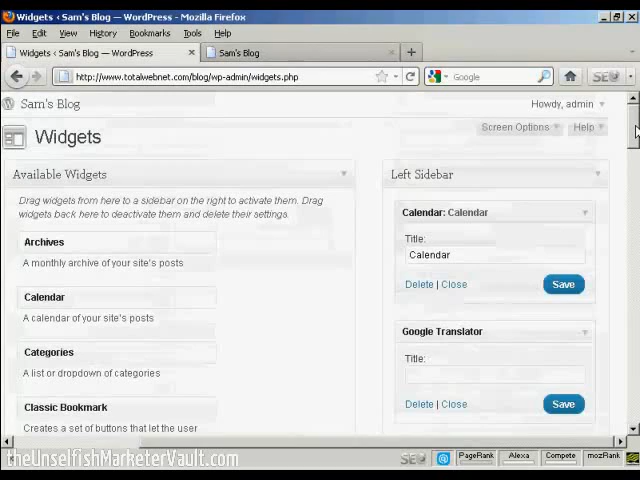 Widgets ‹ Sam's Blog — WordPress - Mozilla Firefox
File Edit View History Bookmarks Tools Help
Widgets ‹ Sam's Blog — WordPress
Sam's Blog
http://www.totalwebnet.com/blog/wp-admin/widgets.php
Google
SEO
Sam's Blog
Howdy, admin
Screen Options
Help
Widgets
Available Widgets
Left Sidebar
Drag widgets from here to a sidebar on the right to activate them. Drag
widgets back here to deactivate them and delete their settings.
Archives
A monthly archive of your site's posts
Calendar
A calendar of your site's posts
Categories
A list or dropdown of categories
Classic Bookmark
Creates a set of buttons that let the user
Calendar: Calendar
Title:
Calendar
Delete | Close
Save
Google Translator
Title:
Delete | Close
Save
theUnselfishMarketerVault.com
SEO
PageRank
Alexa
Compete
mozRank